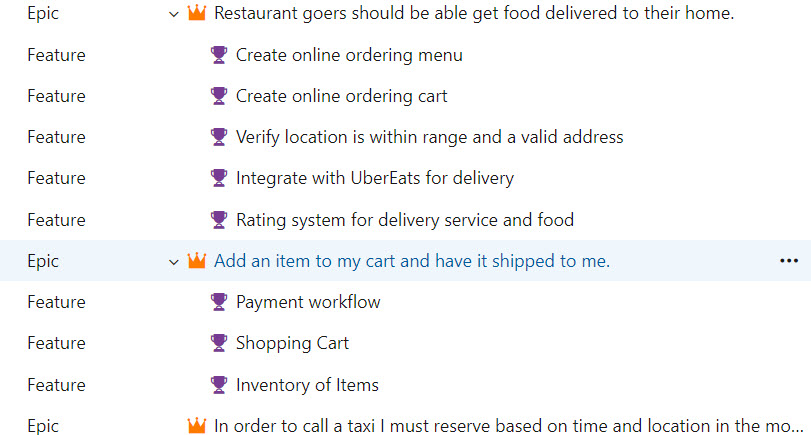 Epic Restaurant goers should be able get food delivered to their home.
Feature Create online ordering menu
Feature Create online ordering cart
Feature Verify location is within range and a valid address
Feature Integrate with UberEats for delivery
Feature Rating system for delivery service and food
Epic Add an item to my cart and have it shipped to me. ...
Feature Payment workflow
Feature Shopping Cart
Feature Inventory of Items
Epic In order to call a taxi I must reserve based on time and location in the mo...